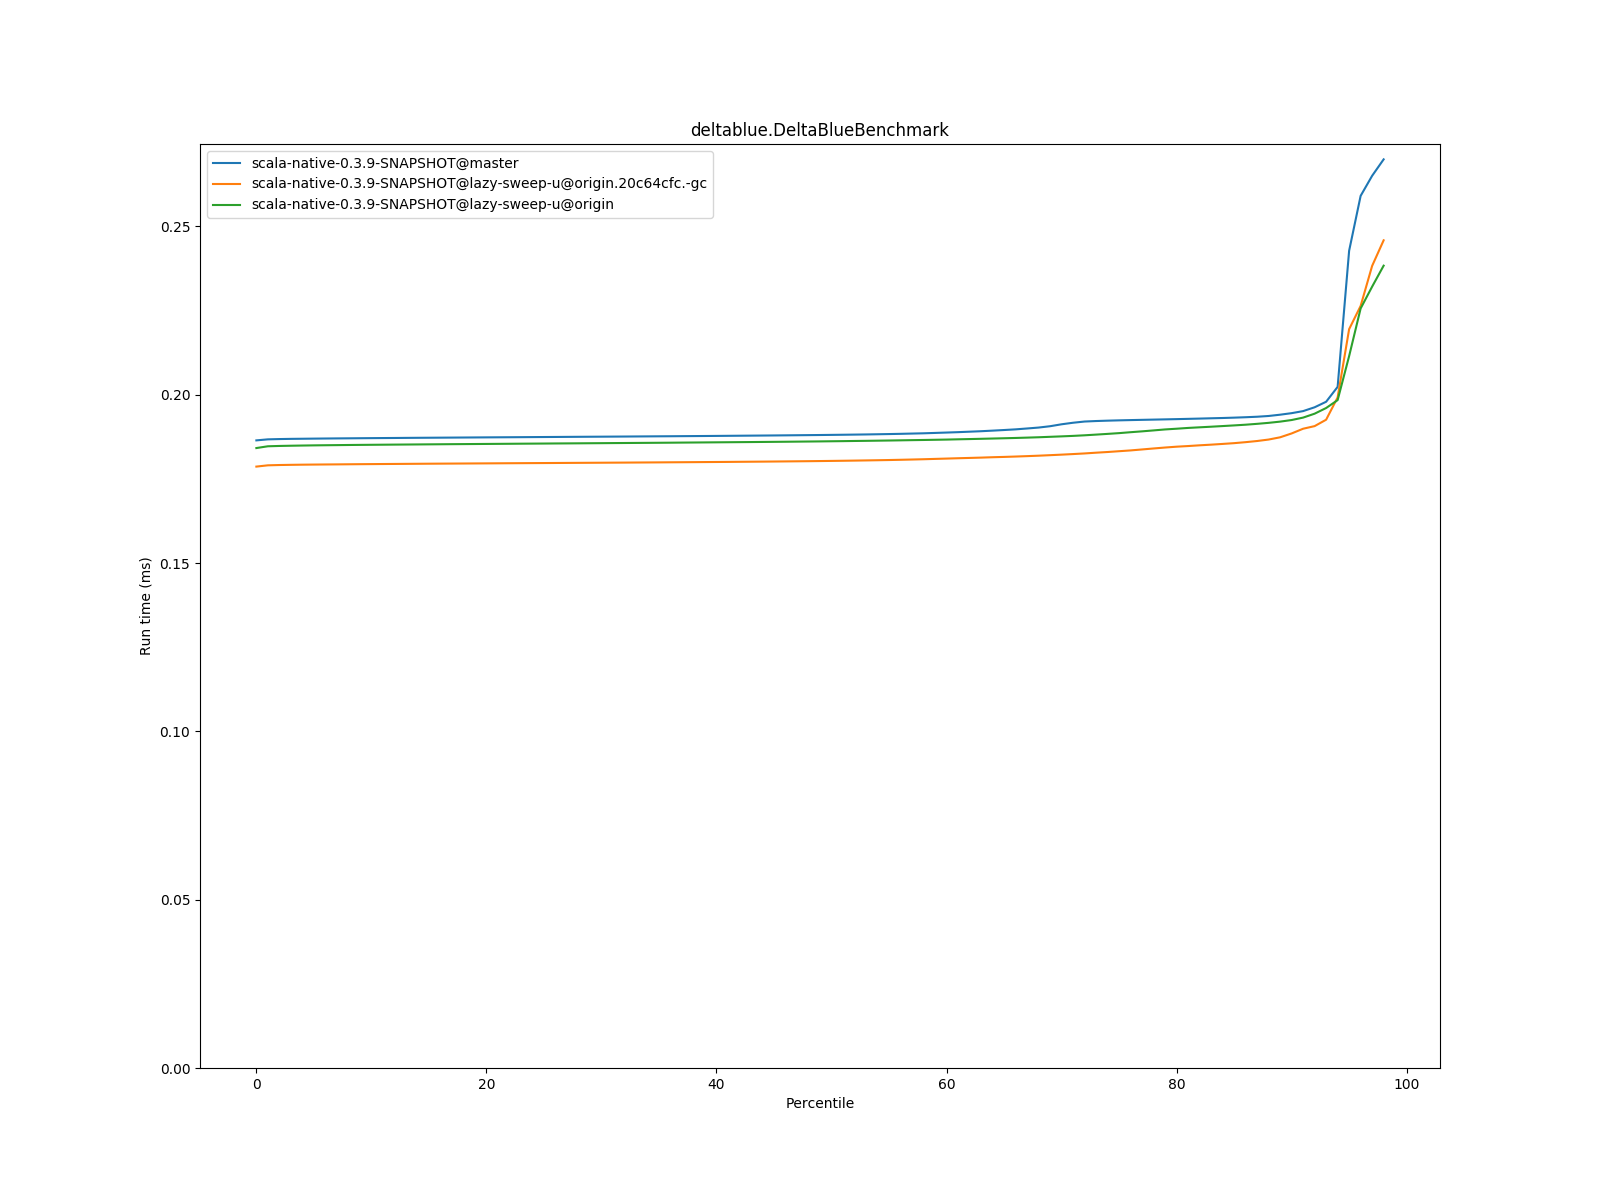 deltablue.DeltaBlueBenchmark
scala-native-0.3.9-SNAPSHOT@master
scala-native-0.3.9-SNAPSHOT@lazy-sweep-u@origin.20c64cfc.-gc
scala-native-0.3.9-SNAPSHOT@lazy-sweep-u@origin
0.25
0.20
0.15
0.10
0.05
0.00
Run time (ms)
0 20 40 60 80 100
Percentile